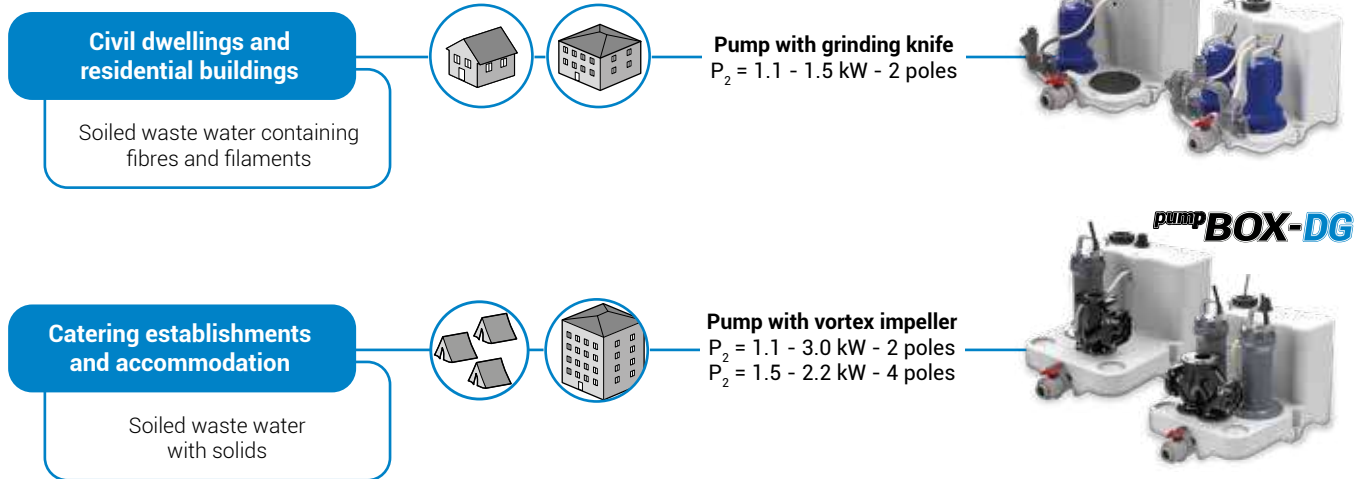 Civil dwellings and
residential buildings
Soiled waste water containing
fibres and filaments
Pump with grinding knife
P2 = 1.1 - 1.5 kW - 2 poles
pumpBOX-DG
Catering establishments
and accommodation
Soiled waste water
with solids
Pump with vortex impeller
P2 = 1.1 - 3.0 kW - 2 poles
P2 = 1.5 - 2.2 kW - 4 poles